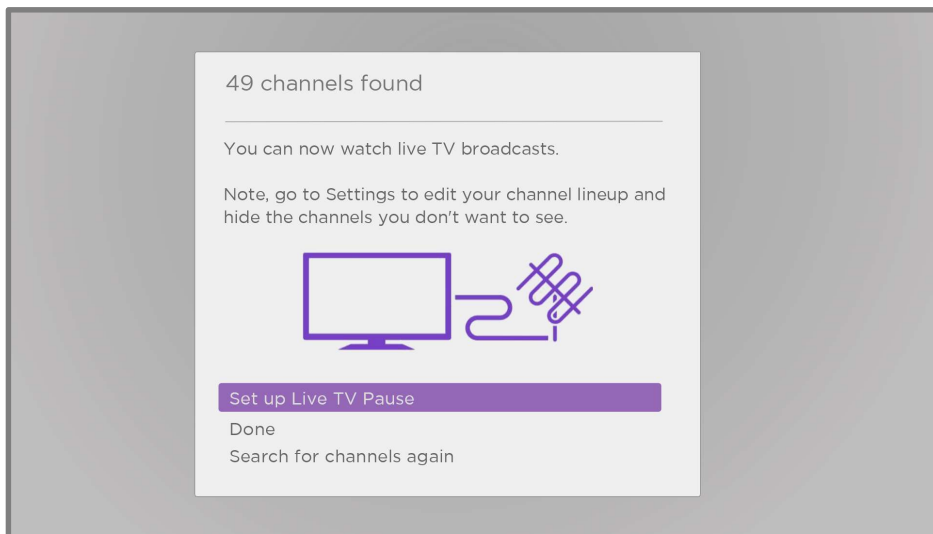 49 channels found
You can now watch live TV broadcasts.
Note, go to Settings to edit your channel lineup and
hide the channels you don't want to see.
Set up Live TV Pause
Done
Search for channels again